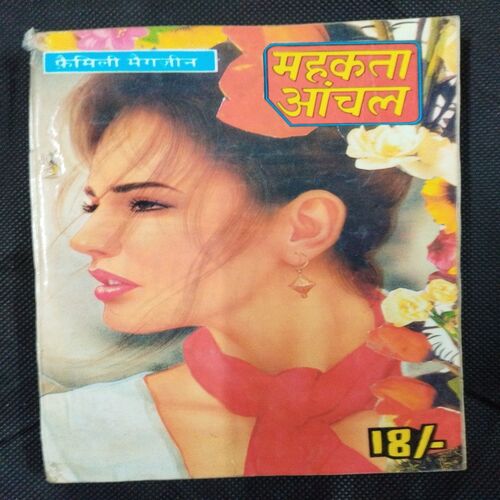 फैमिली मैगजीन
महकता
आंचल
18/-